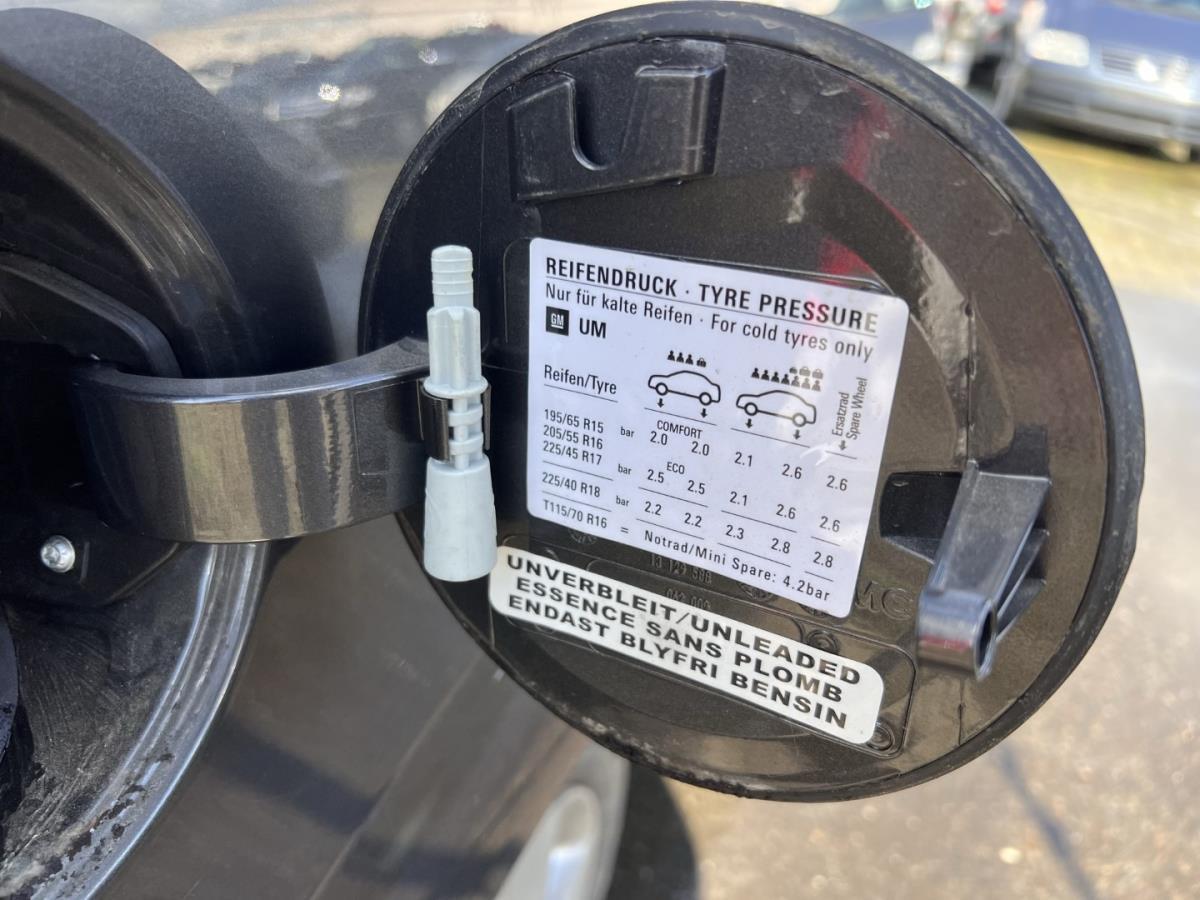 REIFENDRUCK · TYRE PRESSURE
Nur für kalte Reifen · For cold tyres only
GM UM
Reifen/Tyre
Ersatzrad
Spare Wheel
COMFORT
195/65 R15 bar 2.0 2.0 2.1 2.6 2.6
205/55 R16
ECO
225/45 R17 bar 2.5 2.5 2.1 2.6 2.6
225/40 R18 bar 2.2 2.2 2.3 2.8 2.8
T115/70 R16 = Notrad/Mini Spare: 4.2bar
UNVERBLEIT/UNLEADED
ESSENCE SANS PLOMB
ENDAST BLYFRI BENSIN